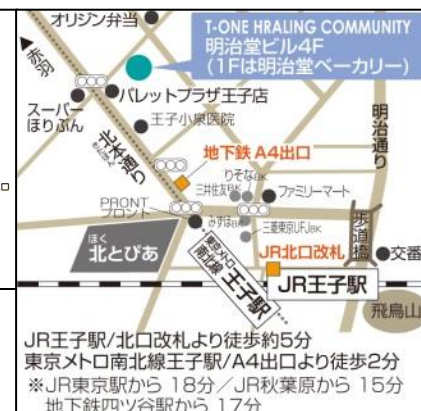 オリジン弁当
T-ONE HRALING COMMUNITY
明治堂ビル4F
(1Fは明治堂ベーカリー)
赤羽
パレットプラザ王子店
スーパー
ほりぶん
王子小泉医院
北本通り
明治通り
地下鉄 A4出口
りそなBK
三井住友BK
ファミリーマート
PRONT
プロント
みずほBK
三菱東京UFJBK
歩道橋
ほく
北とぴあ
東京メトロ
南北線
王子駅
JR北口改札
交番
JR王子駅
飛鳥山
JR王子駅/北口改札より徒歩約5分
東京メトロ南北線王子駅/A4出口より徒歩2分
※JR東京駅から 18分／JR秋葉原から 15分
地下鉄四ツ谷駅から 17分